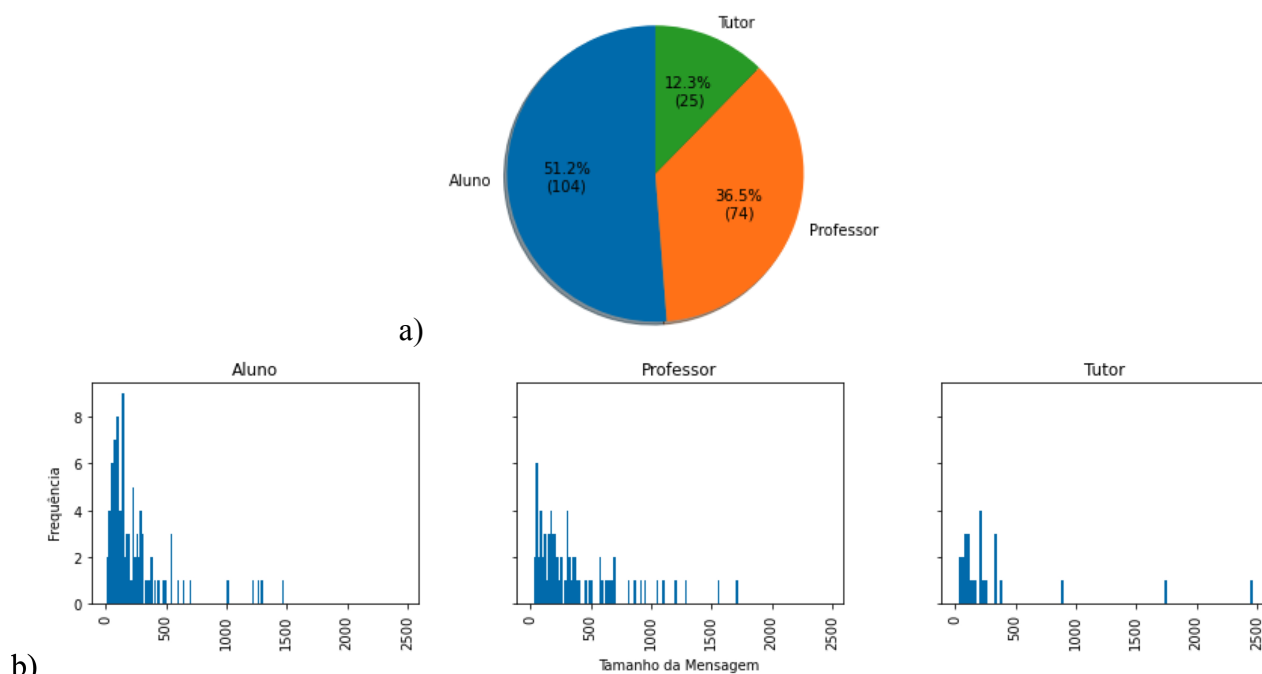 Tutor
12.3%
(25)
51.2%
(104)
Aluno
36.5%
(74)
Professor
a)
Aluno
Professor
Tutor
Frequência
8
6
4
2
0
0
500
1000
1500
2000
2500
0
500
1000
1500
2000
2500
0
500
1000
1500
2000
2500
Tamanho da Mensagem
b)